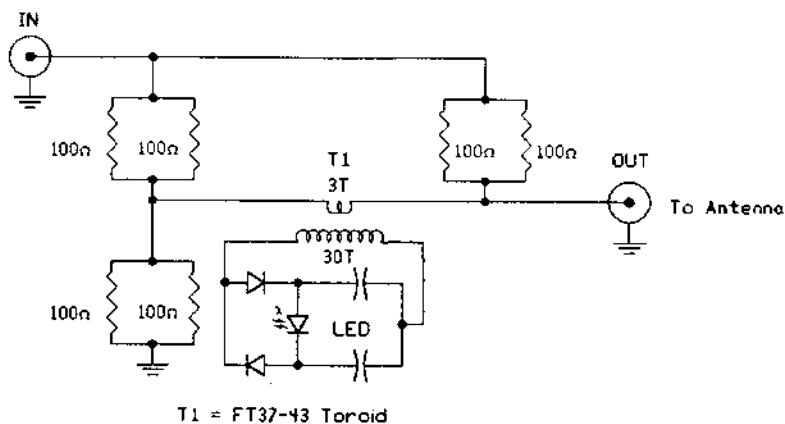 IN
100Ω
100Ω
T1
3T
100Ω
100Ω
OUT
To Antenna
30T
100Ω
100Ω
LED
T1 = FT37-43 Toroid